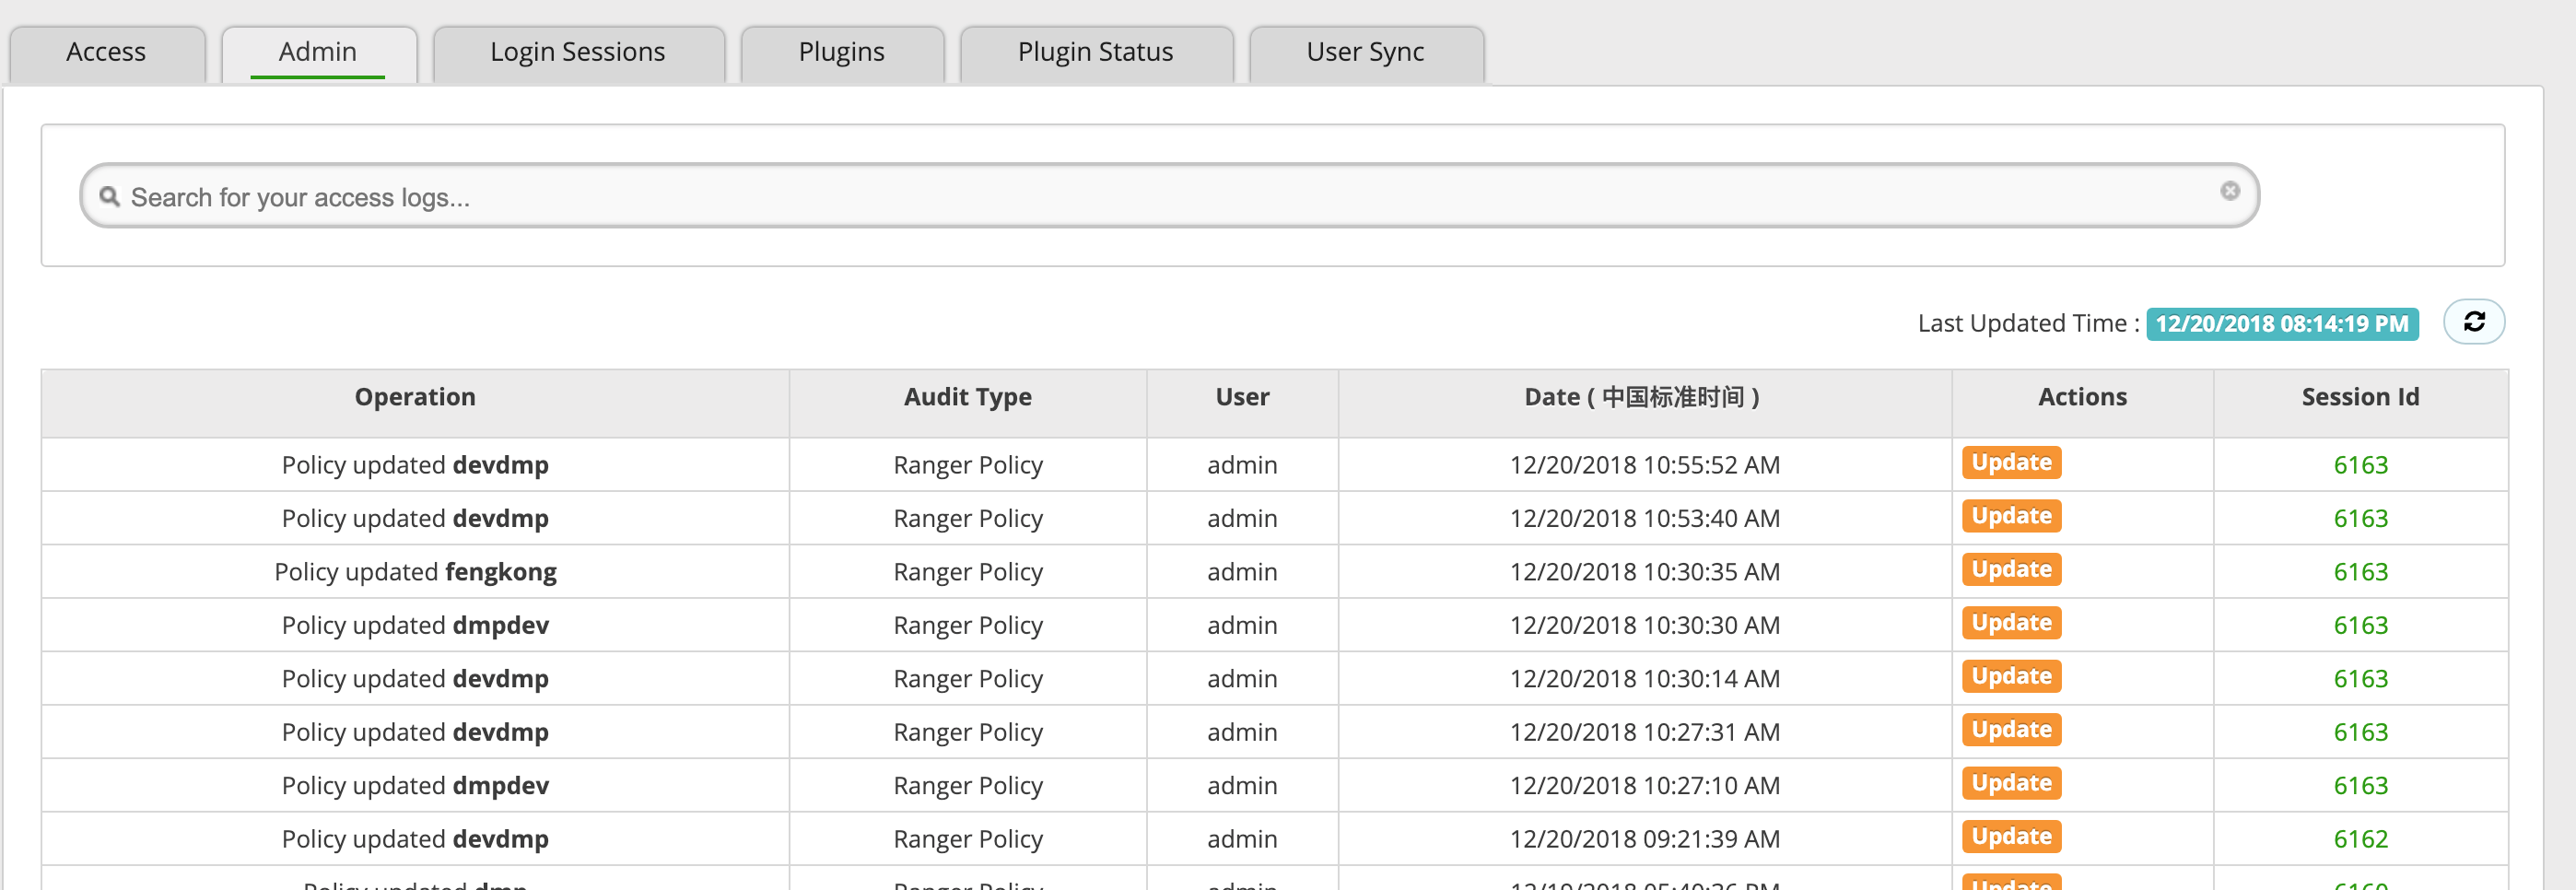 Access Admin Login Sessions Plugins Plugin Status User Sync
Search for your access logs...
Last Updated Time : 12/20/2018 08:14:19 PM
Operation Audit Type User Date ( 中国标准时间 ) Actions Session Id
Policy updated devdmp Ranger Policy admin 12/20/2018 10:55:52 AM Update 6163
Policy updated devdmp Ranger Policy admin 12/20/2018 10:53:40 AM Update 6163
Policy updated fengkong Ranger Policy admin 12/20/2018 10:30:35 AM Update 6163
Policy updated dmpdev Ranger Policy admin 12/20/2018 10:30:30 AM Update 6163
Policy updated devdmp Ranger Policy admin 12/20/2018 10:30:14 AM Update 6163
Policy updated devdmp Ranger Policy admin 12/20/2018 10:27:31 AM Update 6163
Policy updated dmpdev Ranger Policy admin 12/20/2018 10:27:10 AM Update 6163
Policy updated devdmp Ranger Policy admin 12/20/2018 09:21:39 AM Update 6162
Policy updated dmp Ranger Policy admin Update